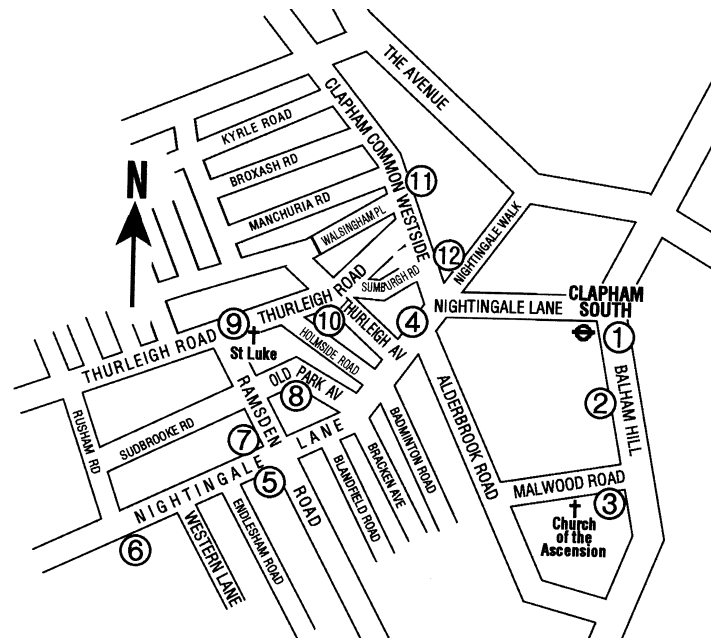 THE AVENUE
CLAPHAM COMMON WESTSIDE
KYRLE ROAD
BROXASH RD
N
11
MANCHURIA RD
WALSINGHAM PL
NIGHTINGALE WALK
12
SUMBURGH RD
THURLEIGH ROAD
NIGHTINGALE LANE
CLAPHAM
SOUTH
9
10
THURLEIGH AV
4
1
THURLEIGH ROAD
St Luke
HOLMSIDE ROAD
OLD PARK AV
8
RAMSDEN ROAD
ALDERBROOK ROAD
2
BALHAM HILL
RUSHAM RD
SUDBROOKE RD
7
NIGHTINGALE LANE
BADMINTON ROAD
BRACKEN AVE
BLANDFIELD ROAD
5
MALWOOD ROAD
3
Church
of the
Ascension
6
WESTERN LANE
ENDLESHAM ROAD